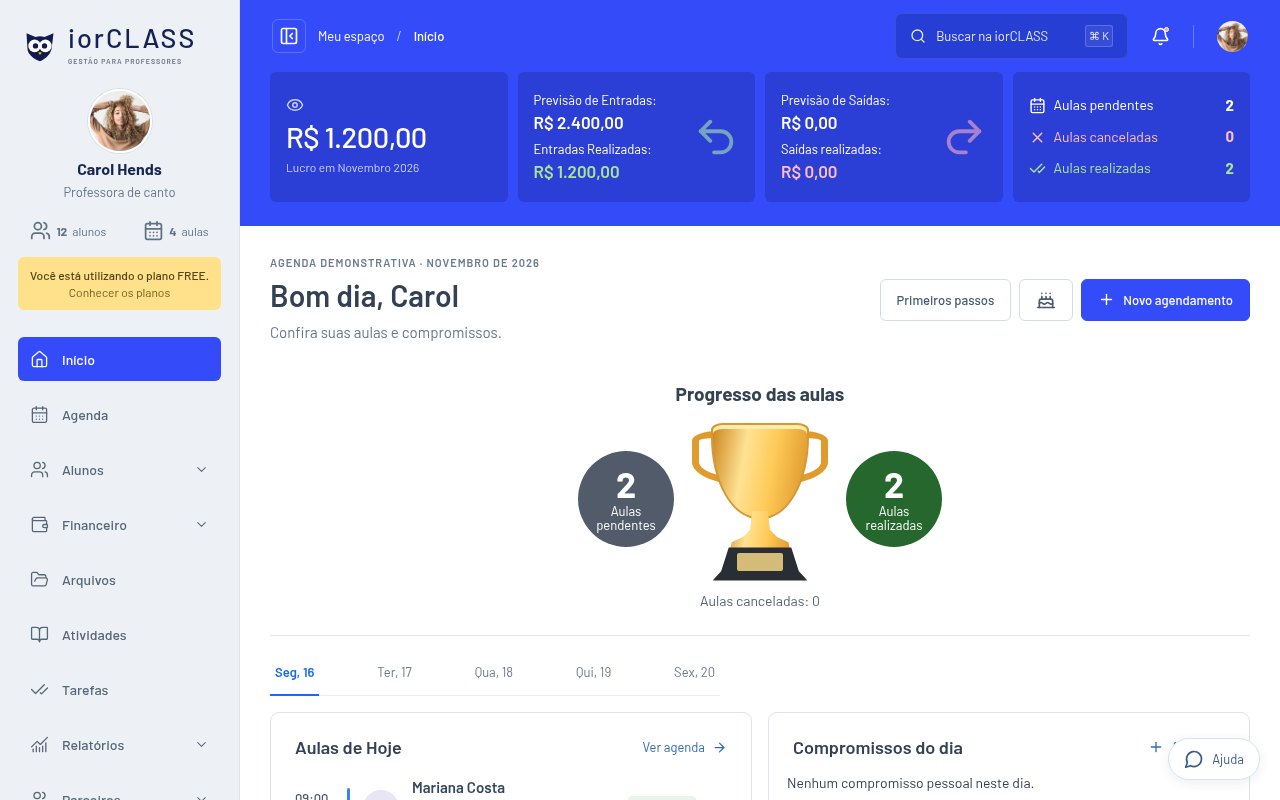 iorCLASS
GESTÃO PARA PROFESSORES
Carol Hends
Professora de canto
12 alunos
4 aulas
Você está utilizando o plano FREE.
Conhecer os planos
Início
Agenda
Alunos
Financeiro
Arquivos
Atividades
Tarefas
Relatórios
Parceiros
Meu espaço / Início
Buscar na iorCLASS
⌘ K
R$ 1.200,00
Lucro em Novembro 2026
Previsão de Entradas:
R$ 2.400,00
Entradas Realizadas:
R$ 1.200,00
Previsão de Saídas:
R$ 0,00
Saídas realizadas:
R$ 0,00
Aulas pendentes 2
Aulas canceladas 0
Aulas realizadas 2
AGENDA DEMONSTRATIVA · NOVEMBRO DE 2026
Bom dia, Carol
Confira suas aulas e compromissos.
Primeiros passos
Novo agendamento
Progresso das aulas
2
Aulas
pendentes
2
Aulas
realizadas
Aulas canceladas: 0
Seg, 16
Ter, 17
Qua, 18
Qui, 19
Sex, 20
Aulas de Hoje
Ver agenda
09:00
Mariana Costa
Compromissos do dia
Nenhum compromisso pessoal neste dia.
Ajuda